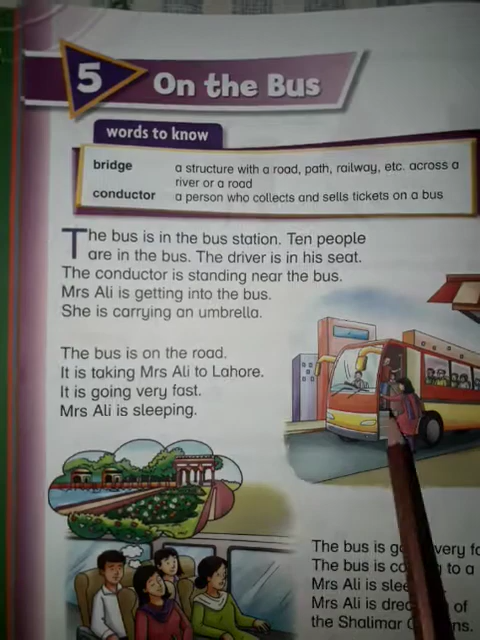 5 On the Bus
words to know
bridge a structure with a road, path, railway, etc. across a
river or a road
conductor a person who collects and sells tickets on a bus
The bus is in the bus station. Ten people
are in the bus. The driver is in his seat.
The conductor is standing near the bus.
Mrs Ali is getting into the bus.
She is carrying an umbrella.
The bus is on the road.
It is taking Mrs Ali to Lahore.
It is going very fast.
Mrs Ali is sleeping.
The bus is very
The bus is to a
Mrs Ali is
Mrs Ali is of
the Shalimar